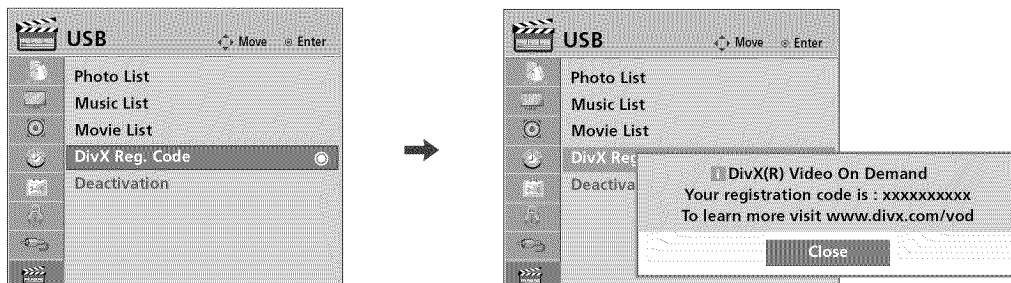 USB
Move Enter
Photo List
Music List
Movie List
DivX Reg. Code
Deactivation
USB
Move Enter
Photo List
Music List
Movie List
DivX Reg
Deactiva
DivX(R) Video On Demand
Your registration code is : xxxxxxxxxx
To learn more visit www.divx.com/vod
Close